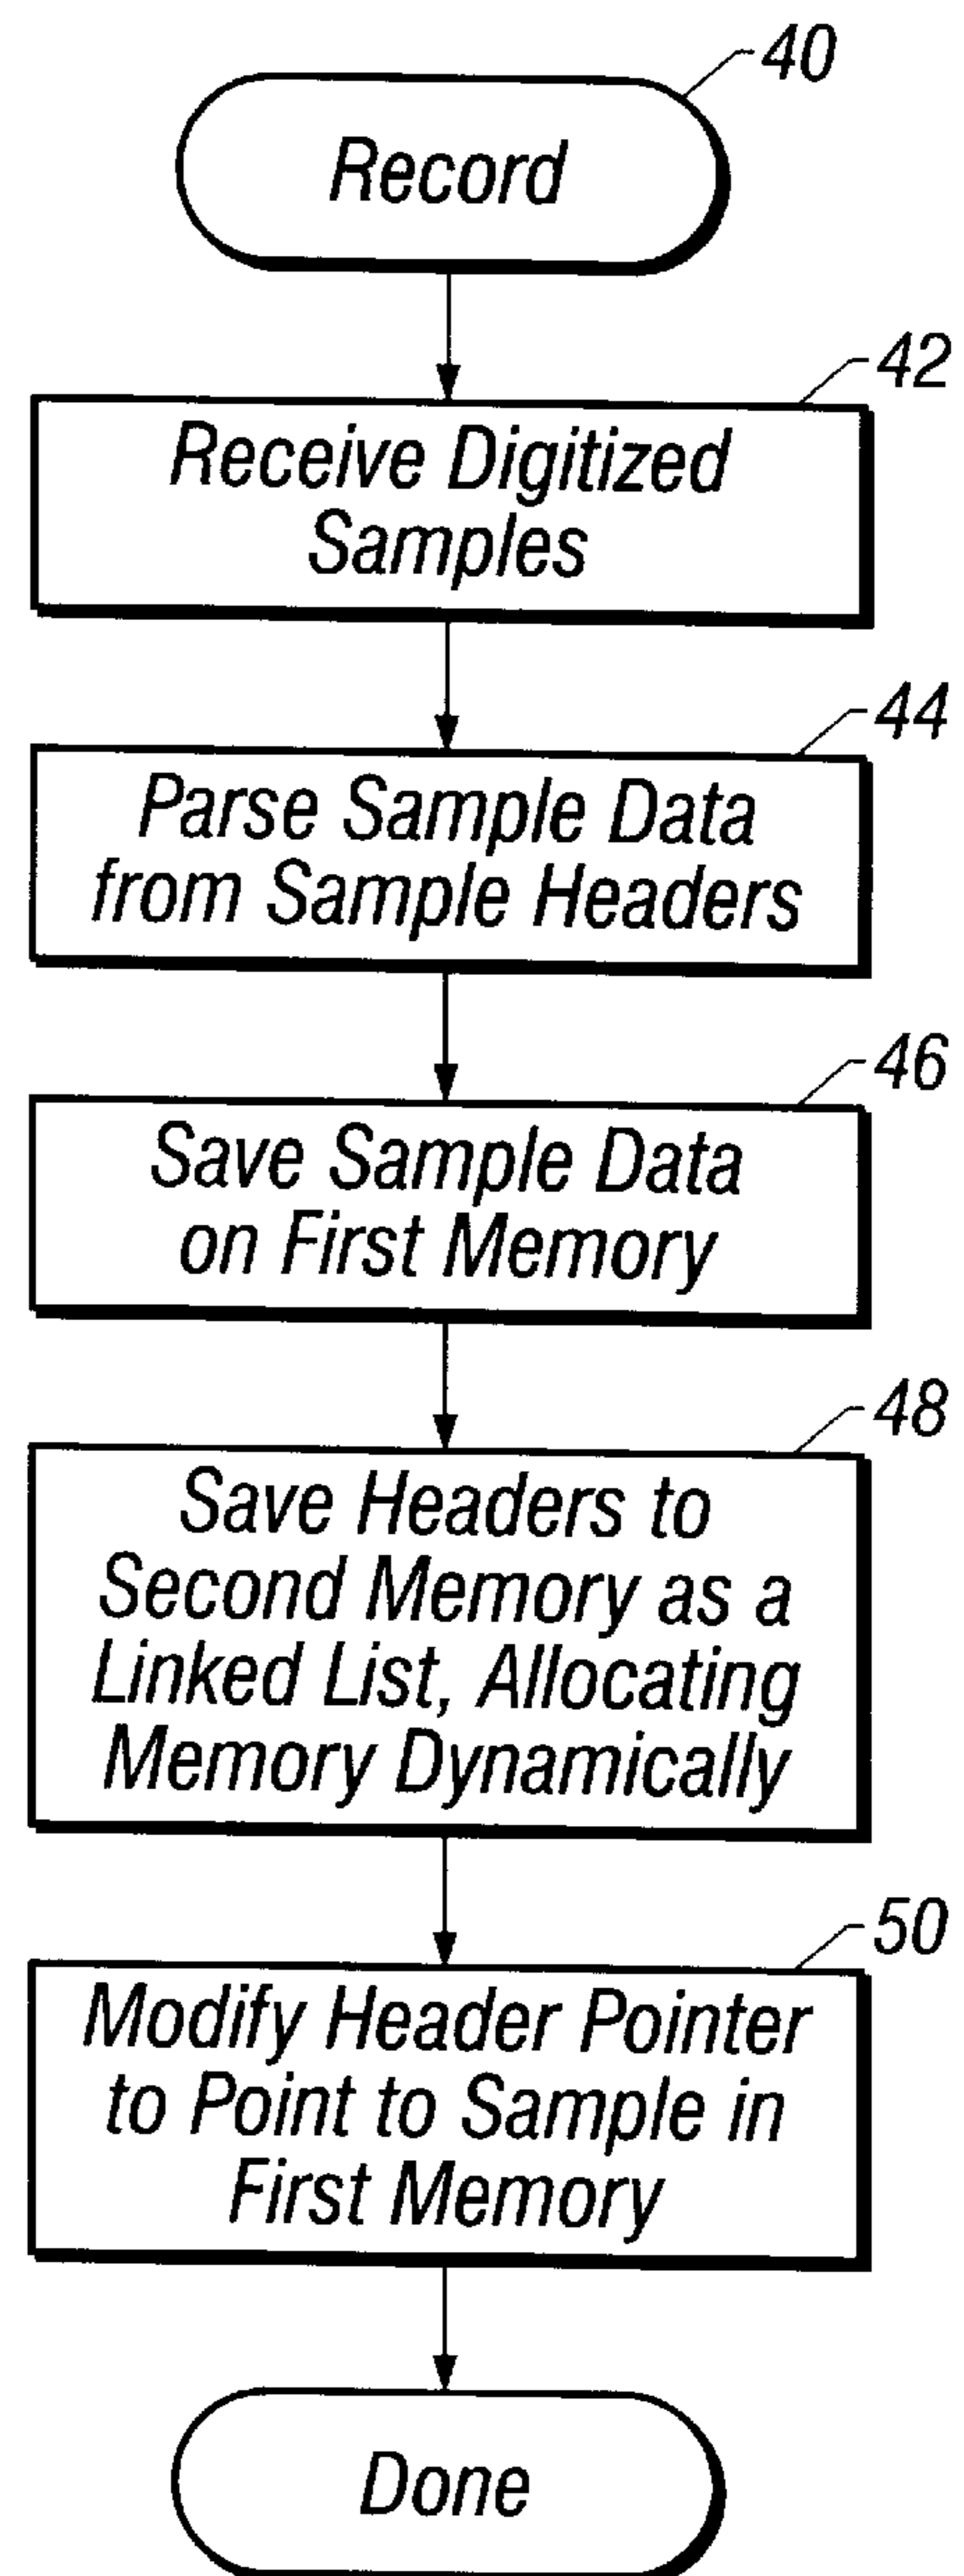 40
Record
42
Receive Digitized
Samples
44
Parse Sample Data
from Sample Headers
46
Save Sample Data
on First Memory
48
Save Headers to
Second Memory as a
Linked List, Allocating
Memory Dynamically
50
Modify Header Pointer
to Point to Sample in
First Memory
Done